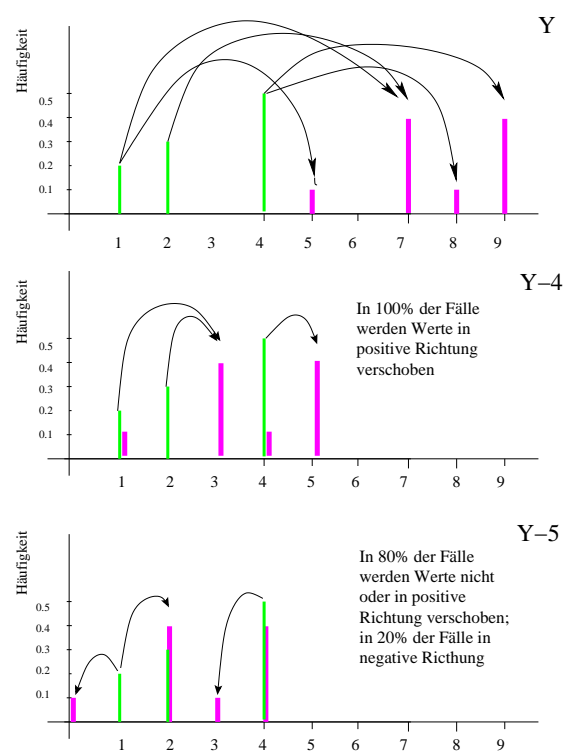 Y
Häufigkeit
0.5
0.4
0.3
0.2
0.1
1 2 3 4 5 6 7 8 9
Y−4
Häufigkeit
In 100% der Fälle
werden Werte in
positive Richtung
verschoben
0.5
0.4
0.3
0.2
0.1
1 2 3 4 5 6 7 8 9
Y−5
Häufigkeit
In 80% der Fälle
werden Werte nicht
oder in positive
Richtung verschoben;
in 20% der Fälle in
negative Ricthung
0.5
0.4
0.3
0.2
0.1
1 2 3 4 5 6 7 8 9